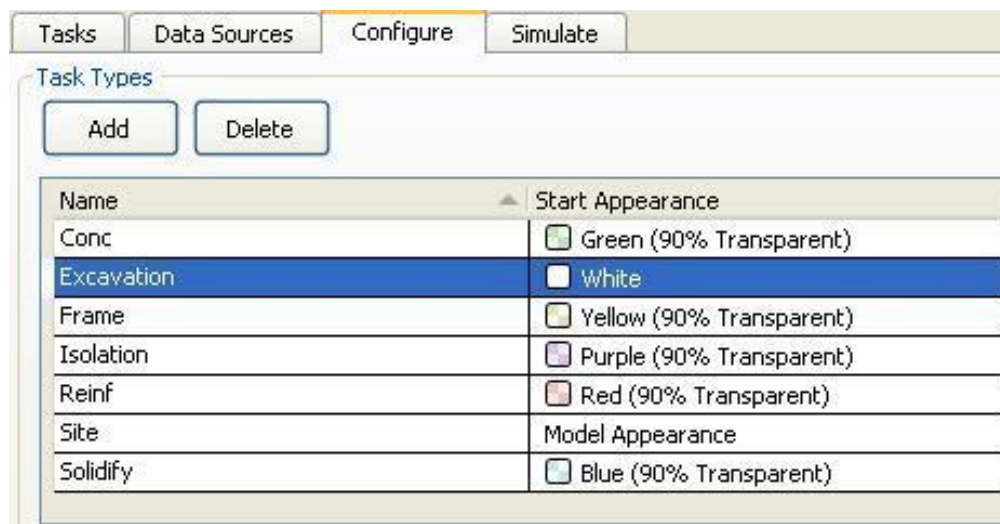 Tasks Data Sources Configure Simulate
Task Types
Add Delete
Name Start Appearance
Conc Green (90% Transparent)
Excavation White
Frame Yellow (90% Transparent)
Isolation Purple (90% Transparent)
Reinf Red (90% Transparent)
Site Model Appearance
Solidify Blue (90% Transparent)